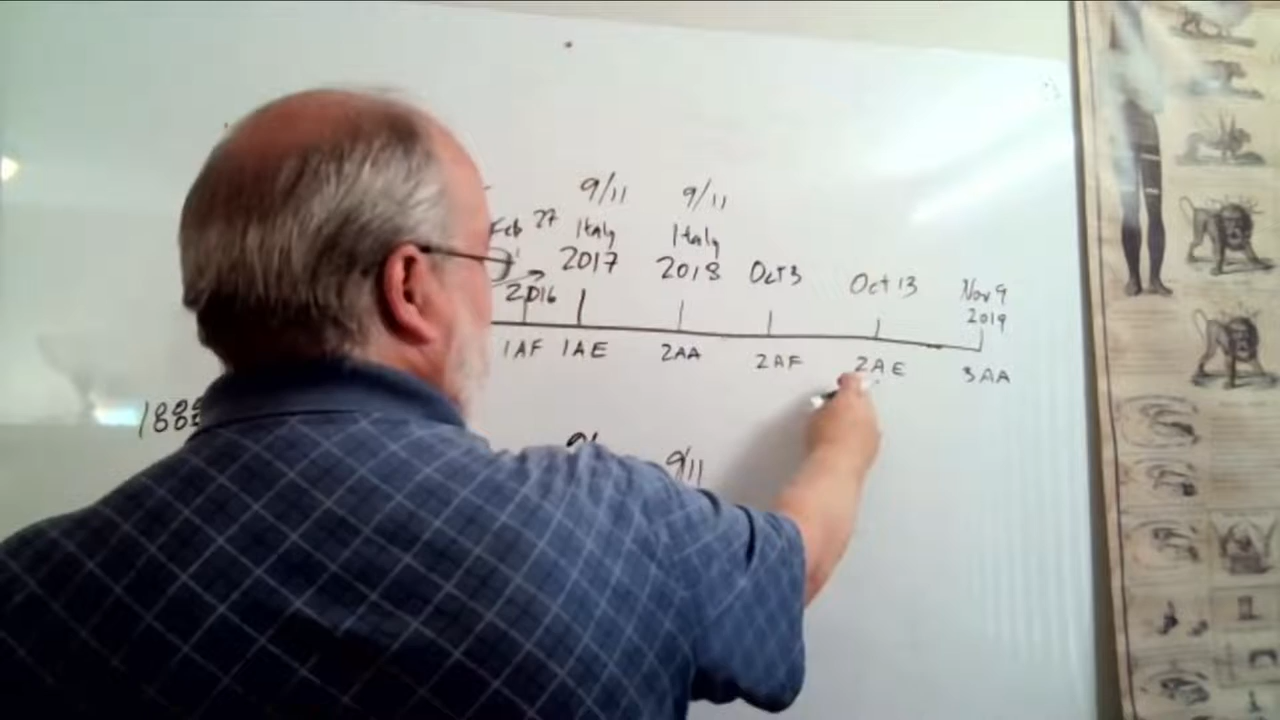 9/11 9/11
Feb 27 Italy Italy
2017 2018 Oct 3 Oct 13 Nov 9
2016 2019
1AF 1AE 2AA 2AF 2AE 3AA
9/11